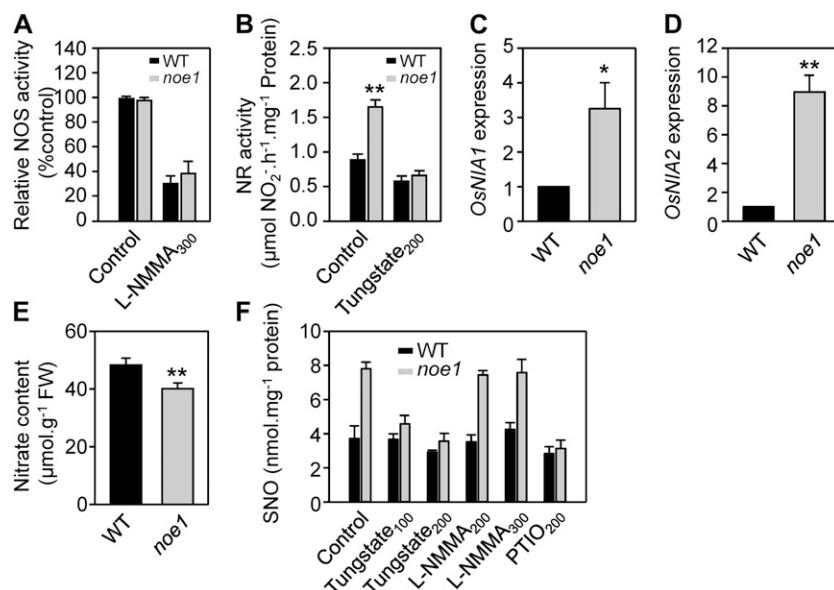 A
Relative NOS activity
(%control)
140
120
100
80
60
40
20
0
WT
noe1
Control
L-NMMA300
B
NR activity
(μmol NO2-.h-1.mg-1 Protein)
2.5
2.0
1.5
1.0
0.5
0.0
WT
noe1
**
Control
Tungstate200
C
OsNIA1 expression
5
4
3
2
1
0
*
WT
noe1
D
OsNIA2 expression
12
10
8
6
4
2
0
**
WT
noe1
E
Nitrate content
(μmol.g-1 FW)
60
40
20
0
**
WT
noe1
F
SNO (nmol.mg-1 protein)
10
8
6
4
2
0
WT
noe1
Control
Tungstate100
Tungstate200
L-NMMA200
L-NMMA300
PTIO200